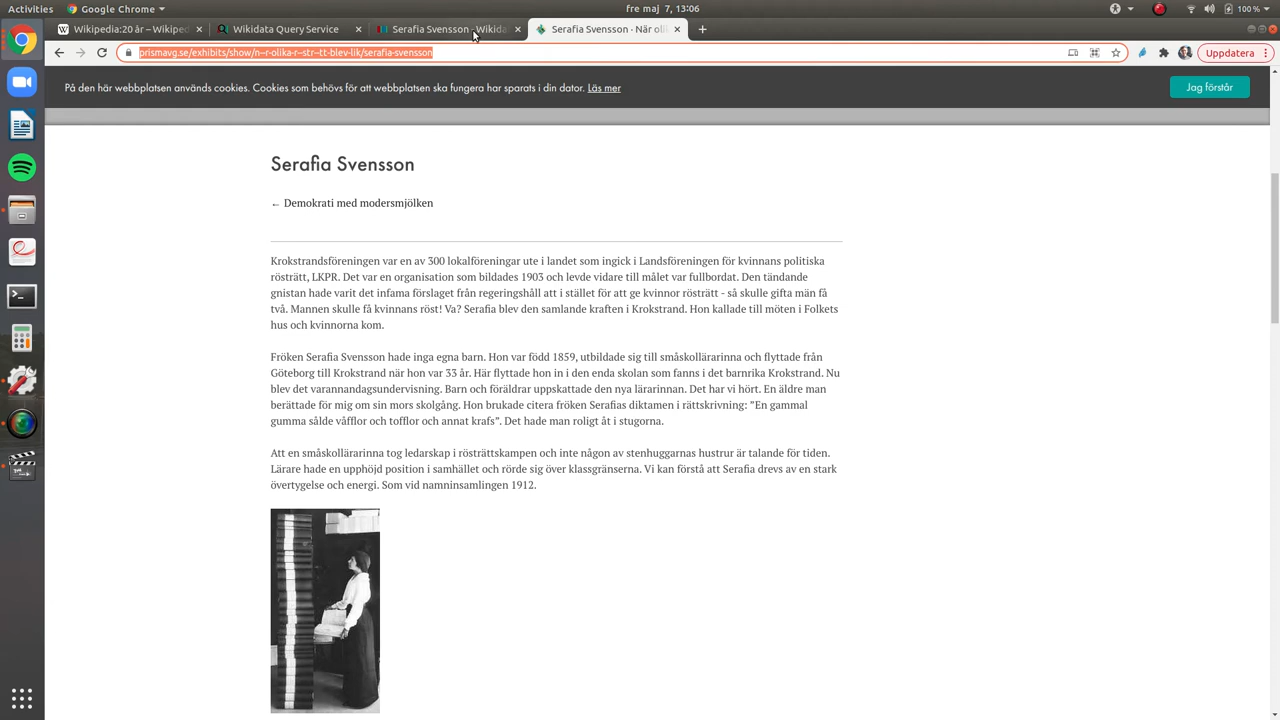 Activities
Google Chrome
fre maj 7, 13:06
100 %
Wikipedia:20 år – Wikiped
Wikidata Query Service
Serafia Svensson - Wikida
Serafia Svensson · När olik
prismavg.se/exhibits/show/n--r-olika-r--str--tt-blev-lik/serafia-svensson
Uppdatera
På den här webbplatsen används cookies. Cookies som behövs för att webbplatsen ska fungera har sparats i din dator. Läs mer
Jag förstår
Serafia Svensson
← Demokrati med modersmjölken
Krokstrandsföreningen var en av 300 lokalföreningar ute i landet som ingick i Landsföreningen för kvinnans politiska
rösträtt, LKPR. Det var en organisation som bildades 1903 och levde vidare till målet var fullbordat. Den tändande
gnistan hade varit det infama förslaget från regeringshåll att i stället för att ge kvinnor rösträtt - så skulle gifta män få
två. Mannen skulle få kvinnans röst! Va? Serafia blev den samlande kraften i Krokstrand. Hon kallade till möten i Folkets
hus och kvinnorna kom.
Fröken Serafia Svensson hade inga egna barn. Hon var född 1859, utbildade sig till småskollärarinna och flyttade från
Göteborg till Krokstrand när hon var 33 år. Här flyttade hon in i den enda skolan som fanns i det barnrika Krokstrand. Nu
blev det varannandagsundervisning. Barn och föräldrar uppskattade den nya lärarinnan. Det har vi hört. En äldre man
berättade för mig om sin mors skolgång. Hon brukade citera fröken Serafias diktamen i rättskrivning: ”En gammal
gumma sålde våfflor och tofflor och annat krafs”. Det hade man roligt åt i stugorna.
Att en småskollärarinna tog ledarskap i rösträttskampen och inte någon av stenhuggarnas hustrur är talande för tiden.
Lärare hade en upphöjd position i samhället och rörde sig över klassgränserna. Vi kan förstå att Serafia drevs av en stark
övertygelse och energi. Som vid namninsamlingen 1912.